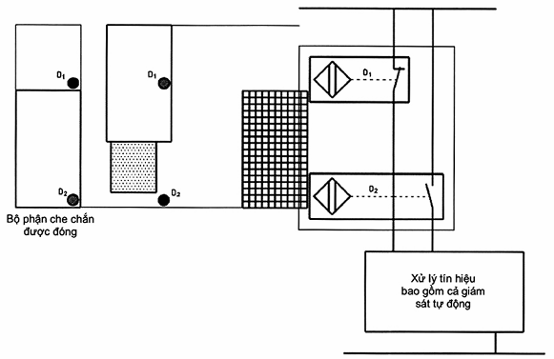 D1
D1
D1
D2
D2
D2
Bộ phận che chắn
được đóng
Xử lý tín hiệu
bao gồm cả giám
sát tự động